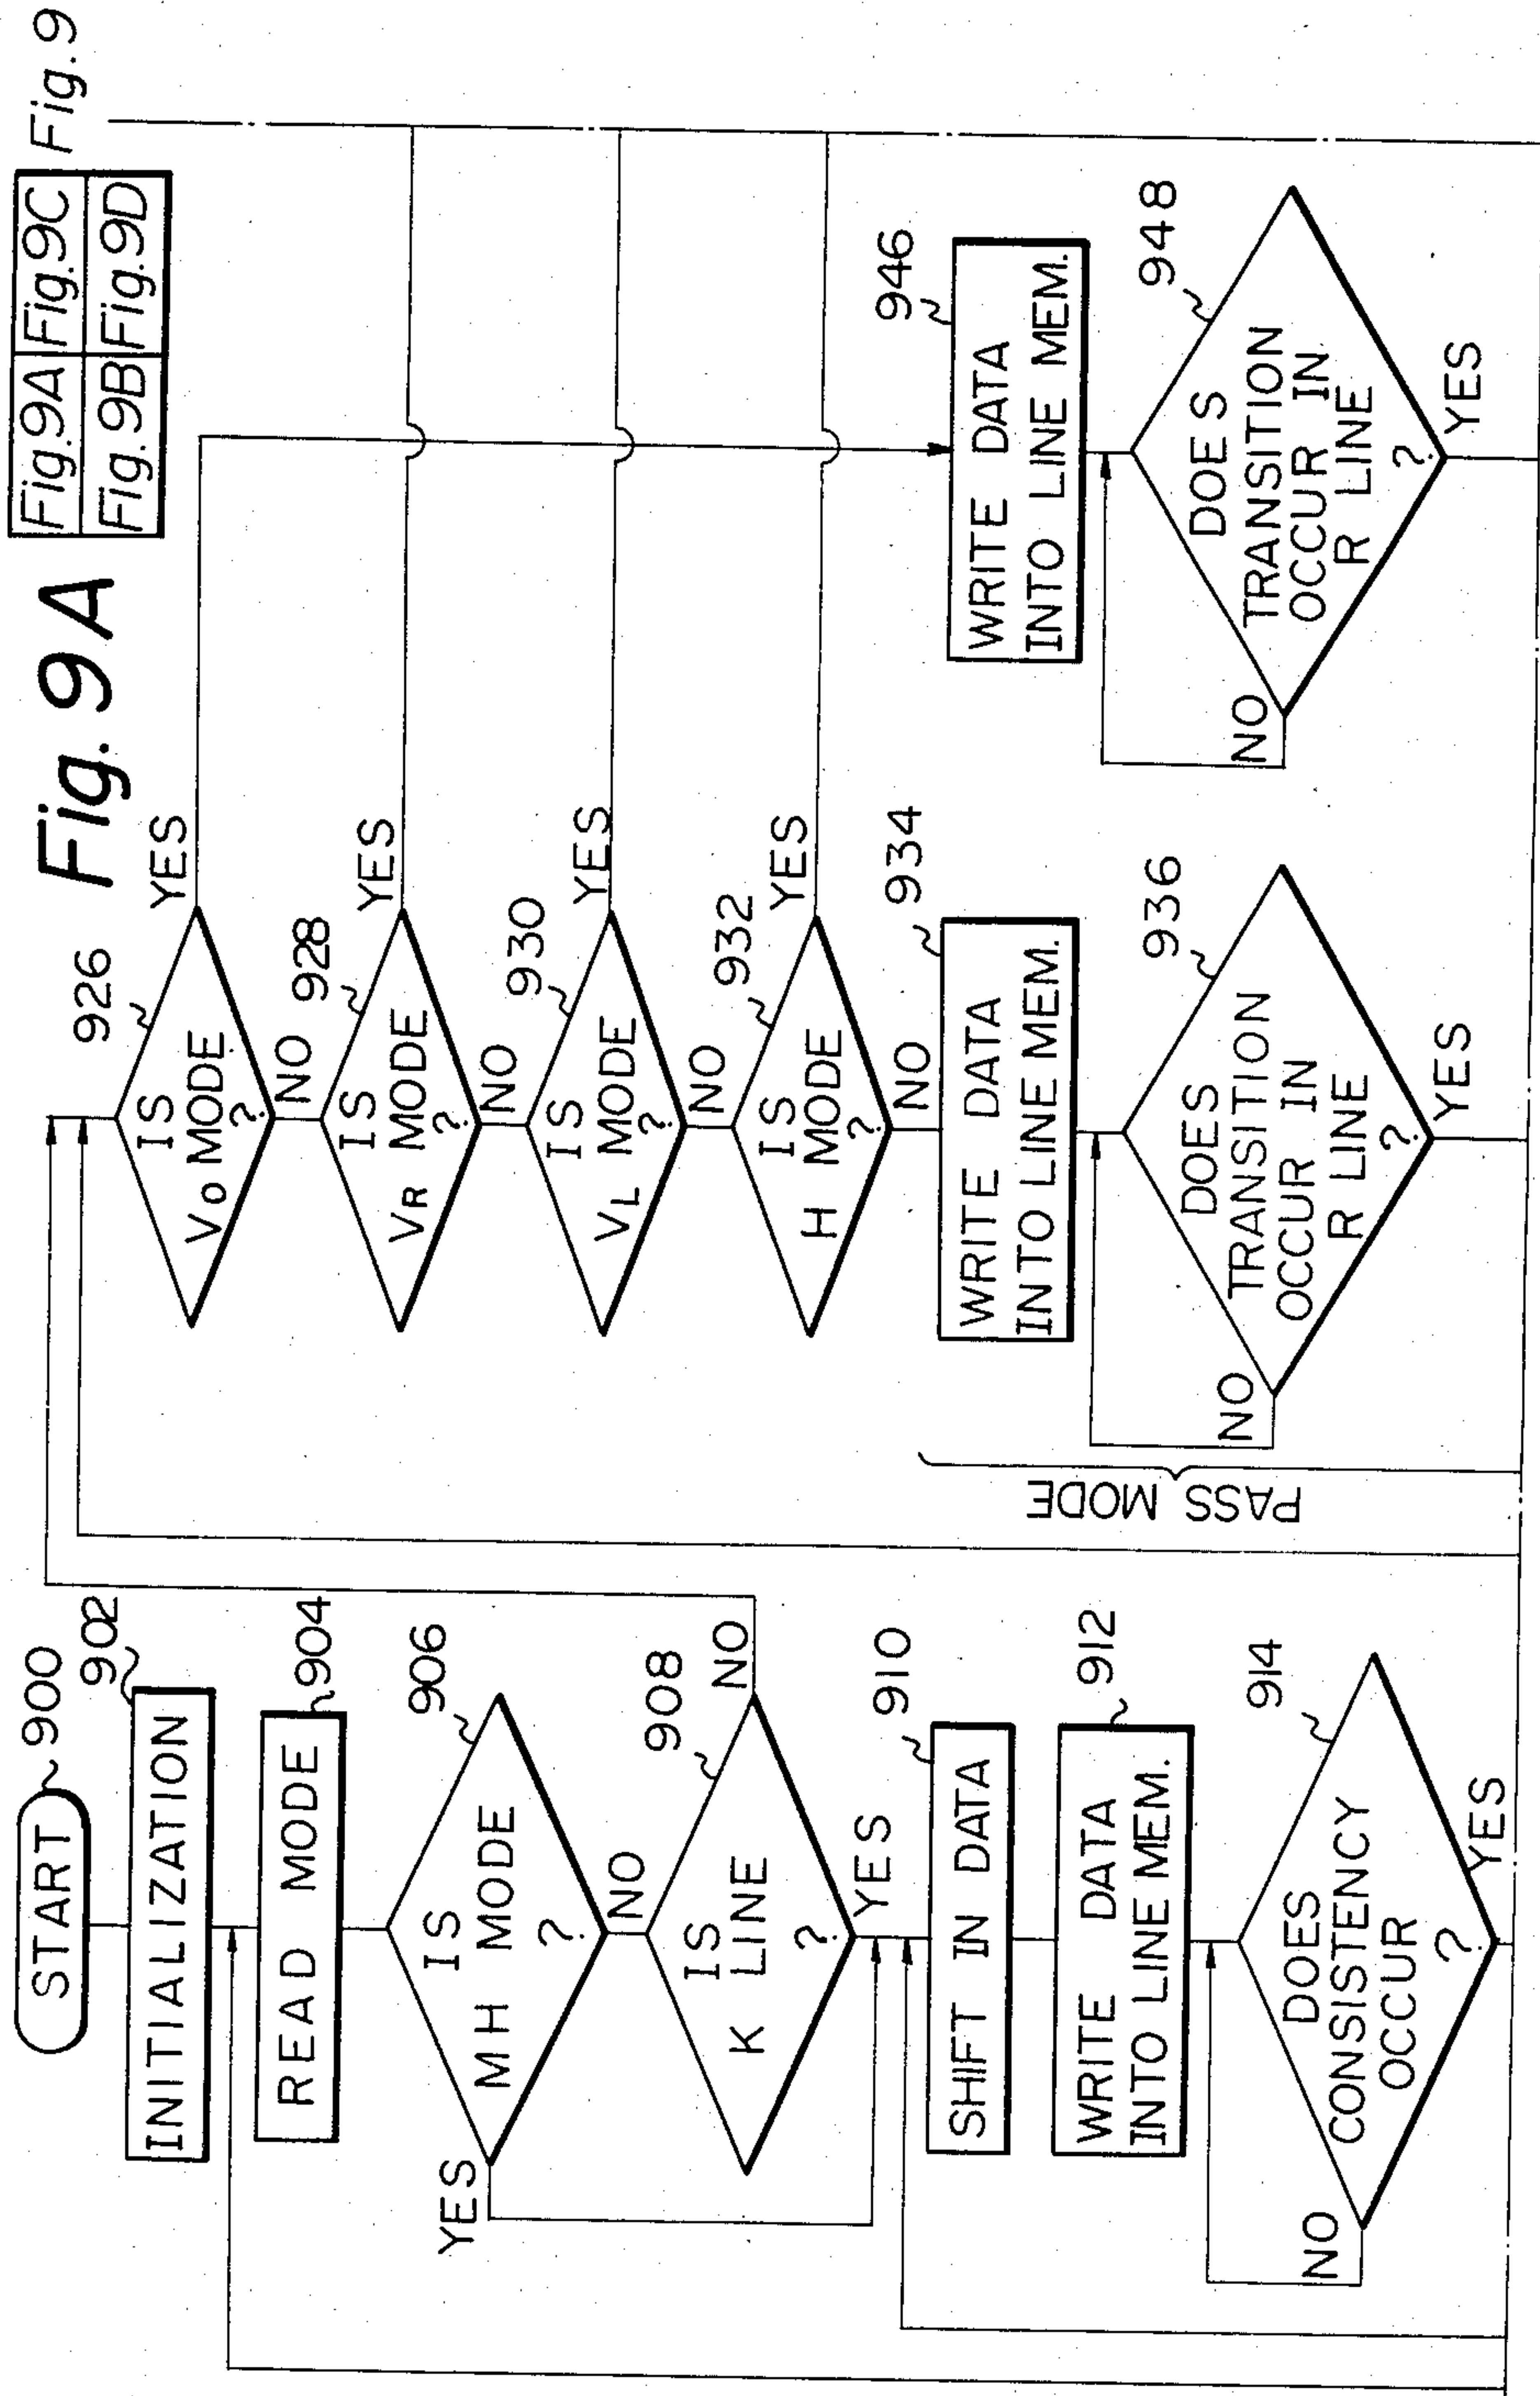 Fig. 9A
Fig.9A Fig.9C
Fig.9B Fig.9D
Fig.9
START
900
INITIALIZATION
902
READ MODE
904
IS
MH MODE
?
906
YES
NO
IS
K LINE
?
908
NO
YES
SHIFT IN DATA
910
WRITE DATA
INTO LINE MEM.
912
DOES
CONSISTENCY
OCCUR
?
914
NO
YES
IS
VO MODE
?
926
YES
NO
IS
VR MODE
?
928
YES
NO
IS
VL MODE
?
930
YES
NO
IS
H MODE
?
932
YES
NO
WRITE DATA
INTO LINE MEM.
934
DOES
TRANSITION
OCCUR IN
R LINE
?
936
NO
YES
PASS MODE
WRITE DATA
INTO LINE MEM.
946
DOES
TRANSITION
OCCUR IN
R LINE
?
948
NO
YES